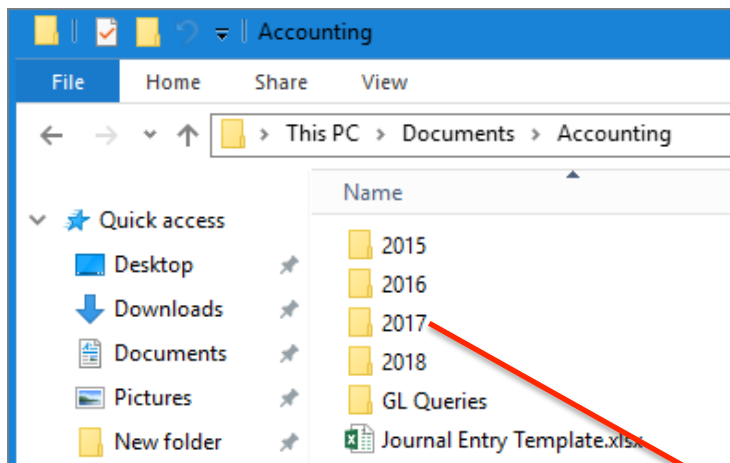 Accounting
File Home Share View
This PC > Documents > Accounting
Name
Quick access
Desktop
Downloads
Documents
Pictures
New folder
2015
2016
2017
2018
GL Queries
Journal Entry Template.xlsx